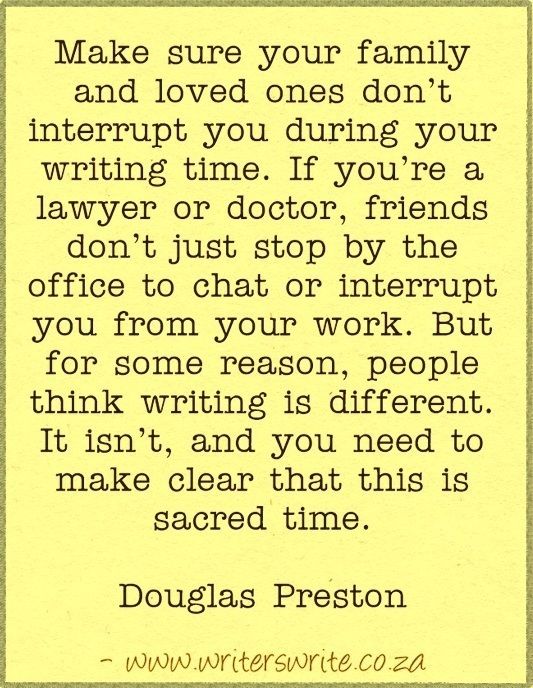 Make sure your family
and loved ones don’t
interrupt you during your
writing time. If you’re a
lawyer or doctor, friends
don’t just stop by the
office to chat or interrupt
you from your work. But
for some reason, people
think writing is different.
It isn’t, and you need to
make clear that this is
sacred time.
Douglas Preston
- www.writerswrite.co.za